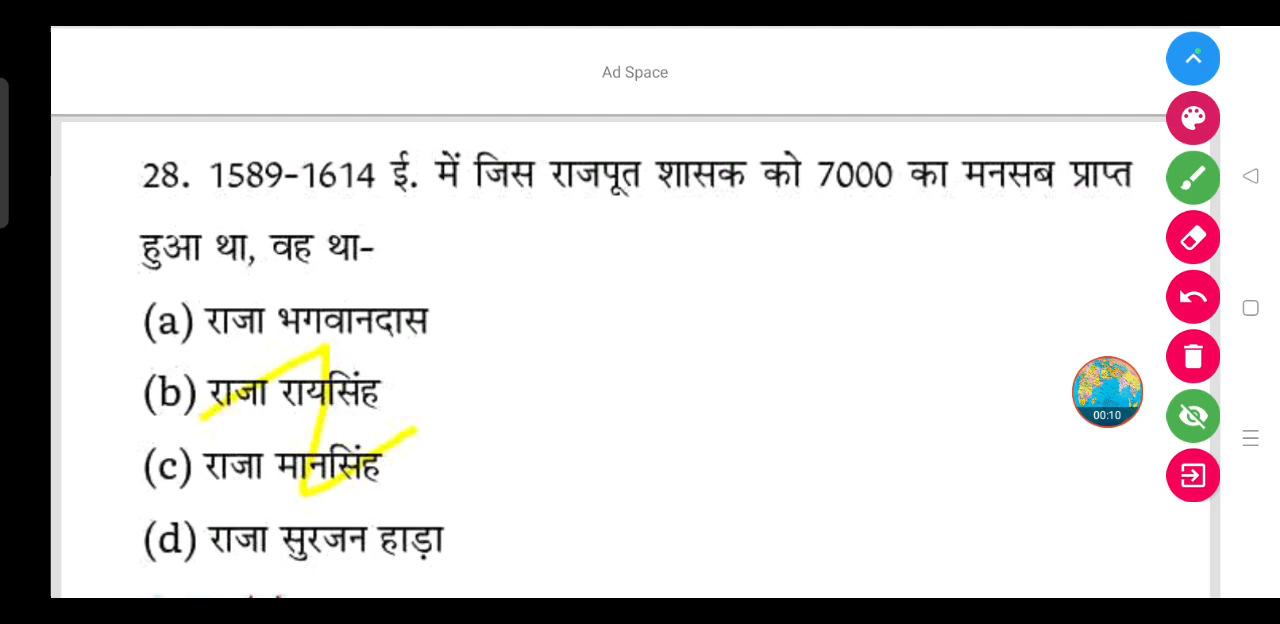 Ad Space
28. 1589-1614 ई. में जिस राजपूत शासक को 7000 का मनसब प्राप्त
हुआ था, वह था-
(a) राजा भगवानदास
(b) राजा रायसिंह
(c) राजा मानसिंह
(d) राजा सुरजन हाड़ा
00:10